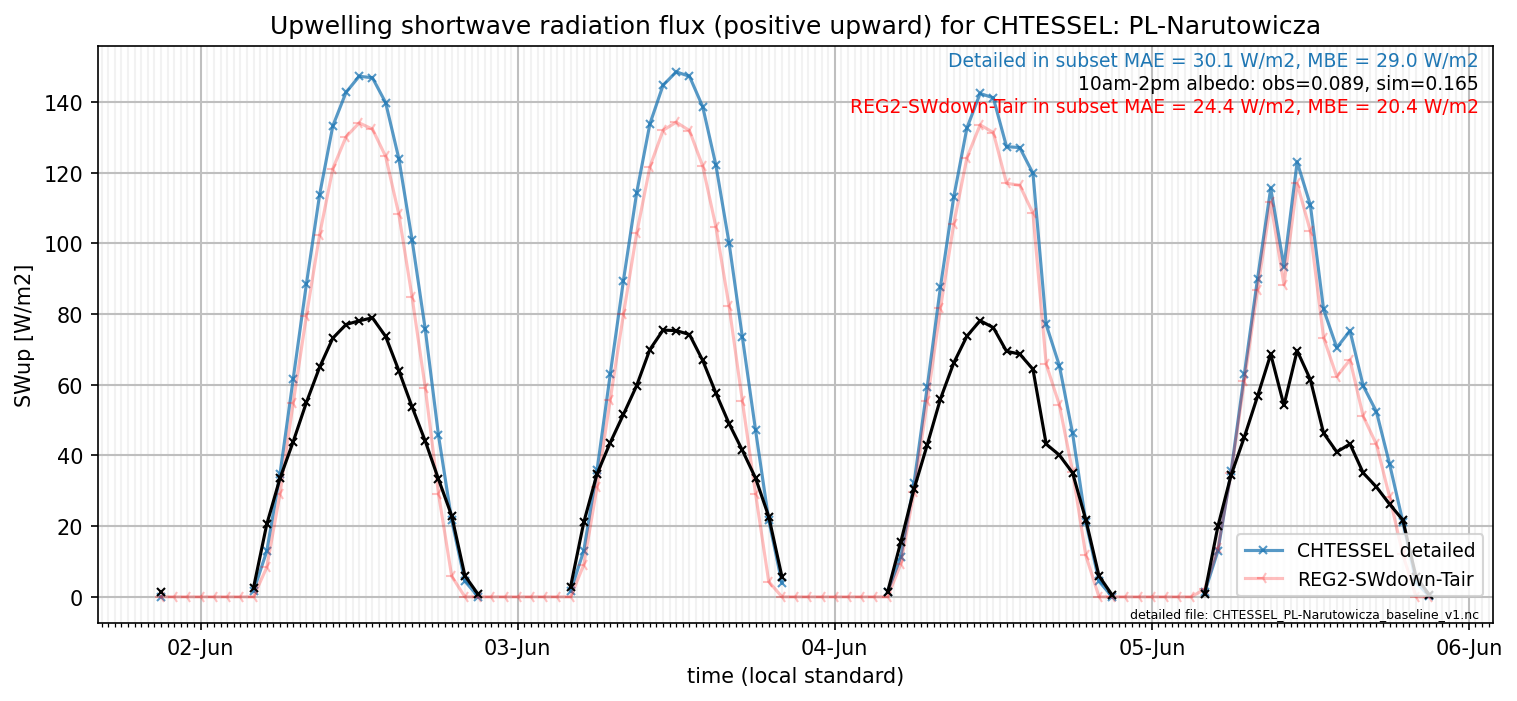 Upwelling shortwave radiation flux (positive upward) for CHTESSEL: PL-Narutowicza
Detailed in subset MAE = 30.1 W/m2, MBE = 29.0 W/m2
10am-2pm albedo: obs=0.089, sim=0.165
REG2-SWdown-Tair in subset MAE = 24.4 W/m2, MBE = 20.4 W/m2
SWup [W/m2]
140
120
100
80
60
40
20
0
CHTESSEL detailed
REG2-SWdown-Tair
detailed file: CHTESSEL_PL-Narutowicza_baseline_v1.nc
02-Jun
03-Jun
04-Jun
05-Jun
06-Jun
time (local standard)